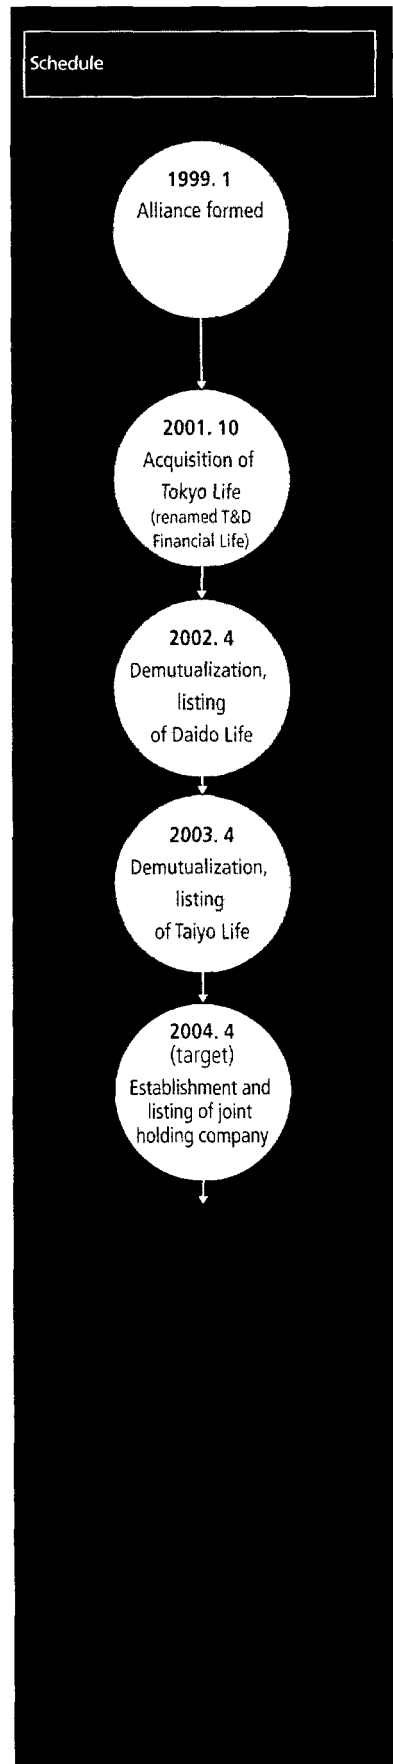 Schedule
1999. 1
Alliance formed
2001. 10
Acquisition of
Tokyo Life
(renamed T&D
Financial Life)
2002. 4
Demutualization,
listing
of Daido Life
2003. 4
Demutualization,
listing
of Taiyo Life
2004. 4
(target)
Establishment and
listing of joint
holding company